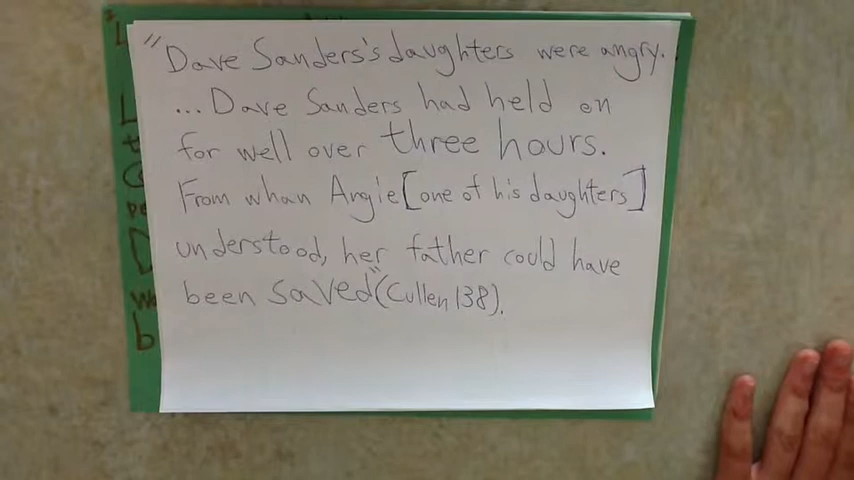 "Dave Sanders's daughters were angry.
...Dave Sanders had held on
for well over three hours.
From whan Angie [one of his daughters]
understood, her father could have
been saved" (Cullen 138).